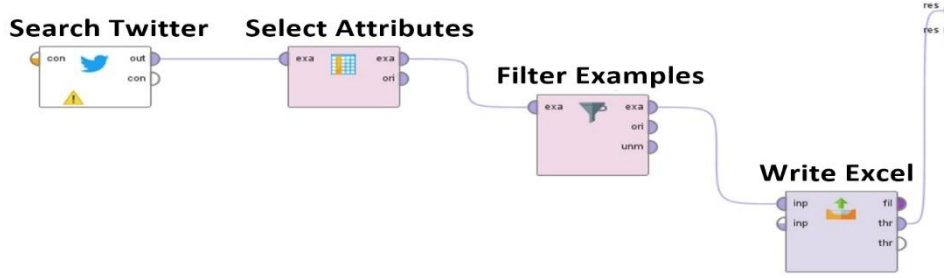 res
res
Search Twitter
con
out
con
Select Attributes
exa
exa
ori
Filter Examples
exa
exa
ori
unm
Write Excel
inp
fil
inp
thr
thr